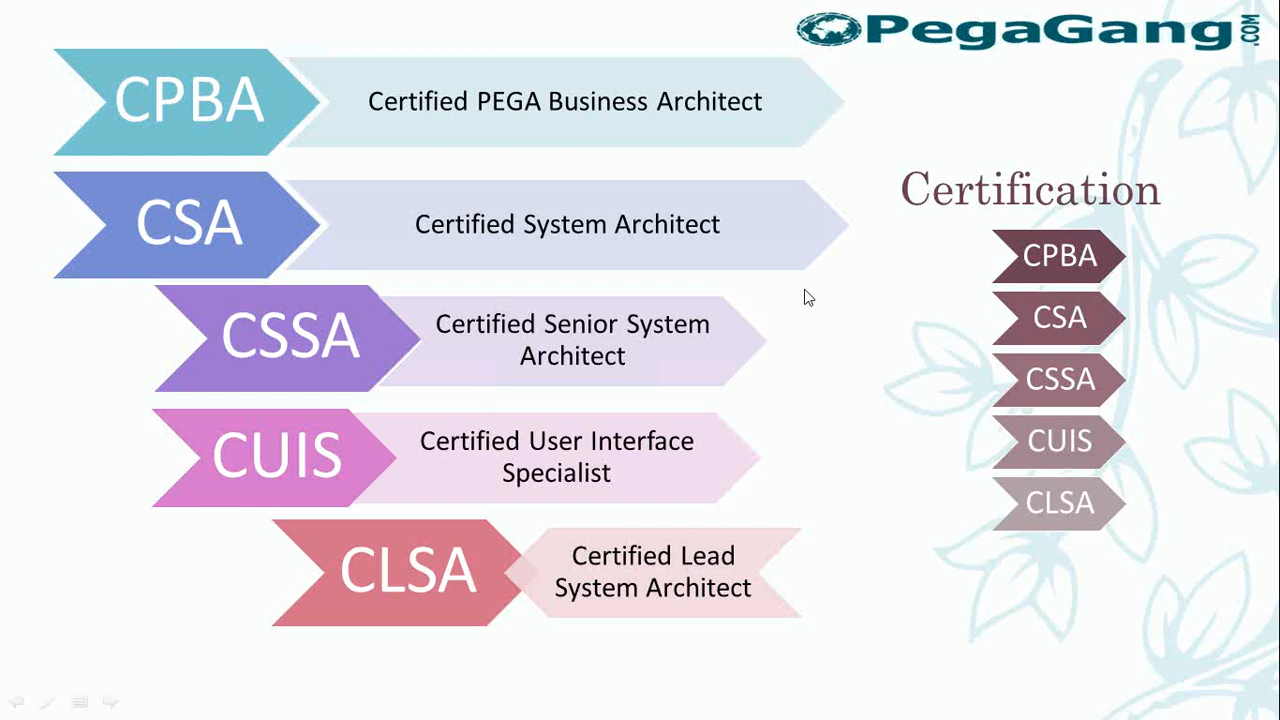 PegaGang.COM
CPBA
Certified PEGA Business Architect
CSA
Certified System Architect
CSSA
Certified Senior System
Architect
CUIS
Certified User Interface
Specialist
CLSA
Certified Lead
System Architect
Certification
CPBA
CSA
CSSA
CUIS
CLSA